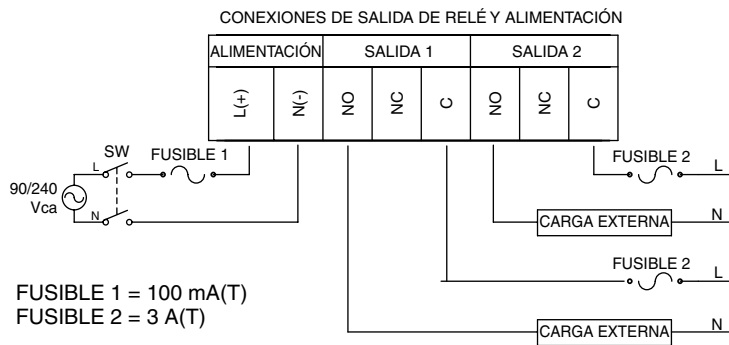 CONEXIONES DE SALIDA DE RELÉ Y ALIMENTACIÓN
ALIMENTACIÓN SALIDA 1 SALIDA 2
L(+) N(-) NO NC C NO NC C
SW FUSIBLE 1 FUSIBLE 2
L L
90/240
Vca
N CARGA EXTERNA N
FUSIBLE 2
L
FUSIBLE 1 = 100 mA(T)
FUSIBLE 2 = 3 A(T)
CARGA EXTERNA N